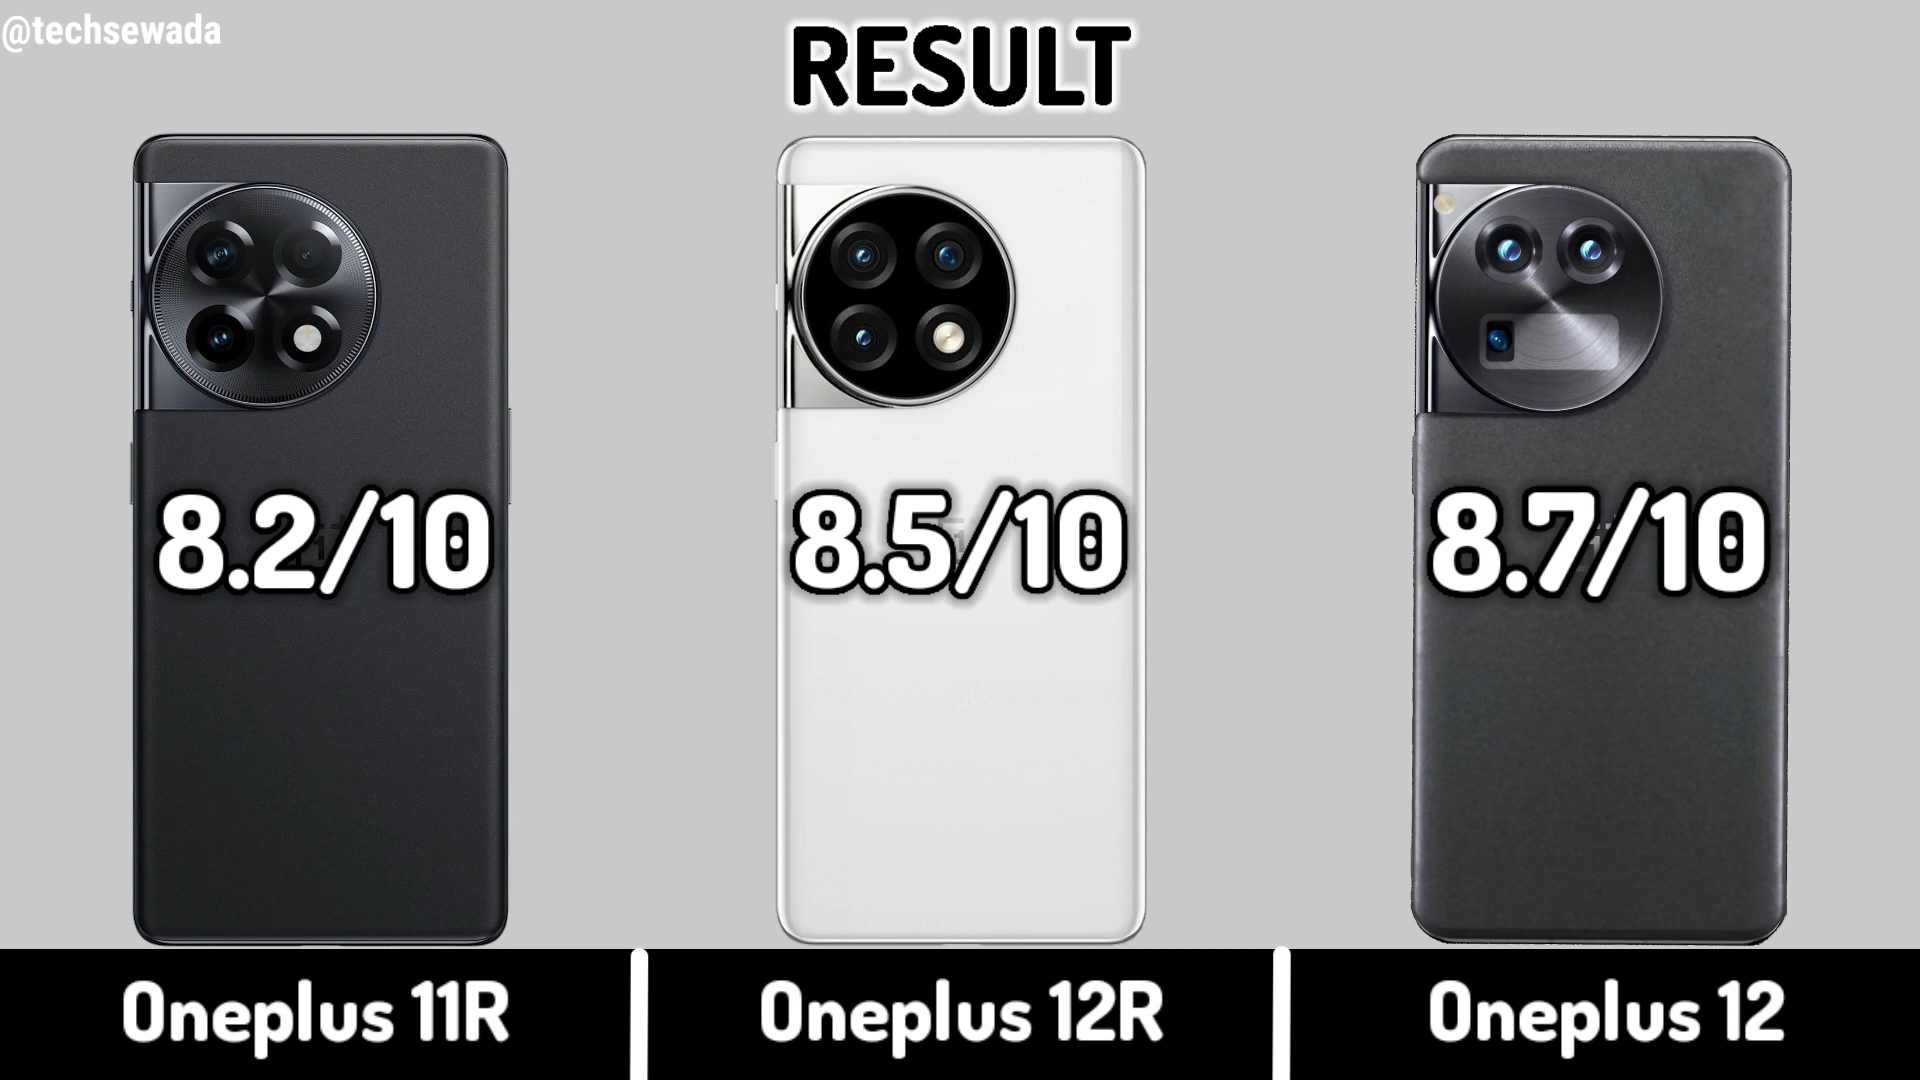 @techsewada
RESULT
8.2/10
8.5/10
8.7/10
Oneplus 11R
Oneplus 12R
Oneplus 12